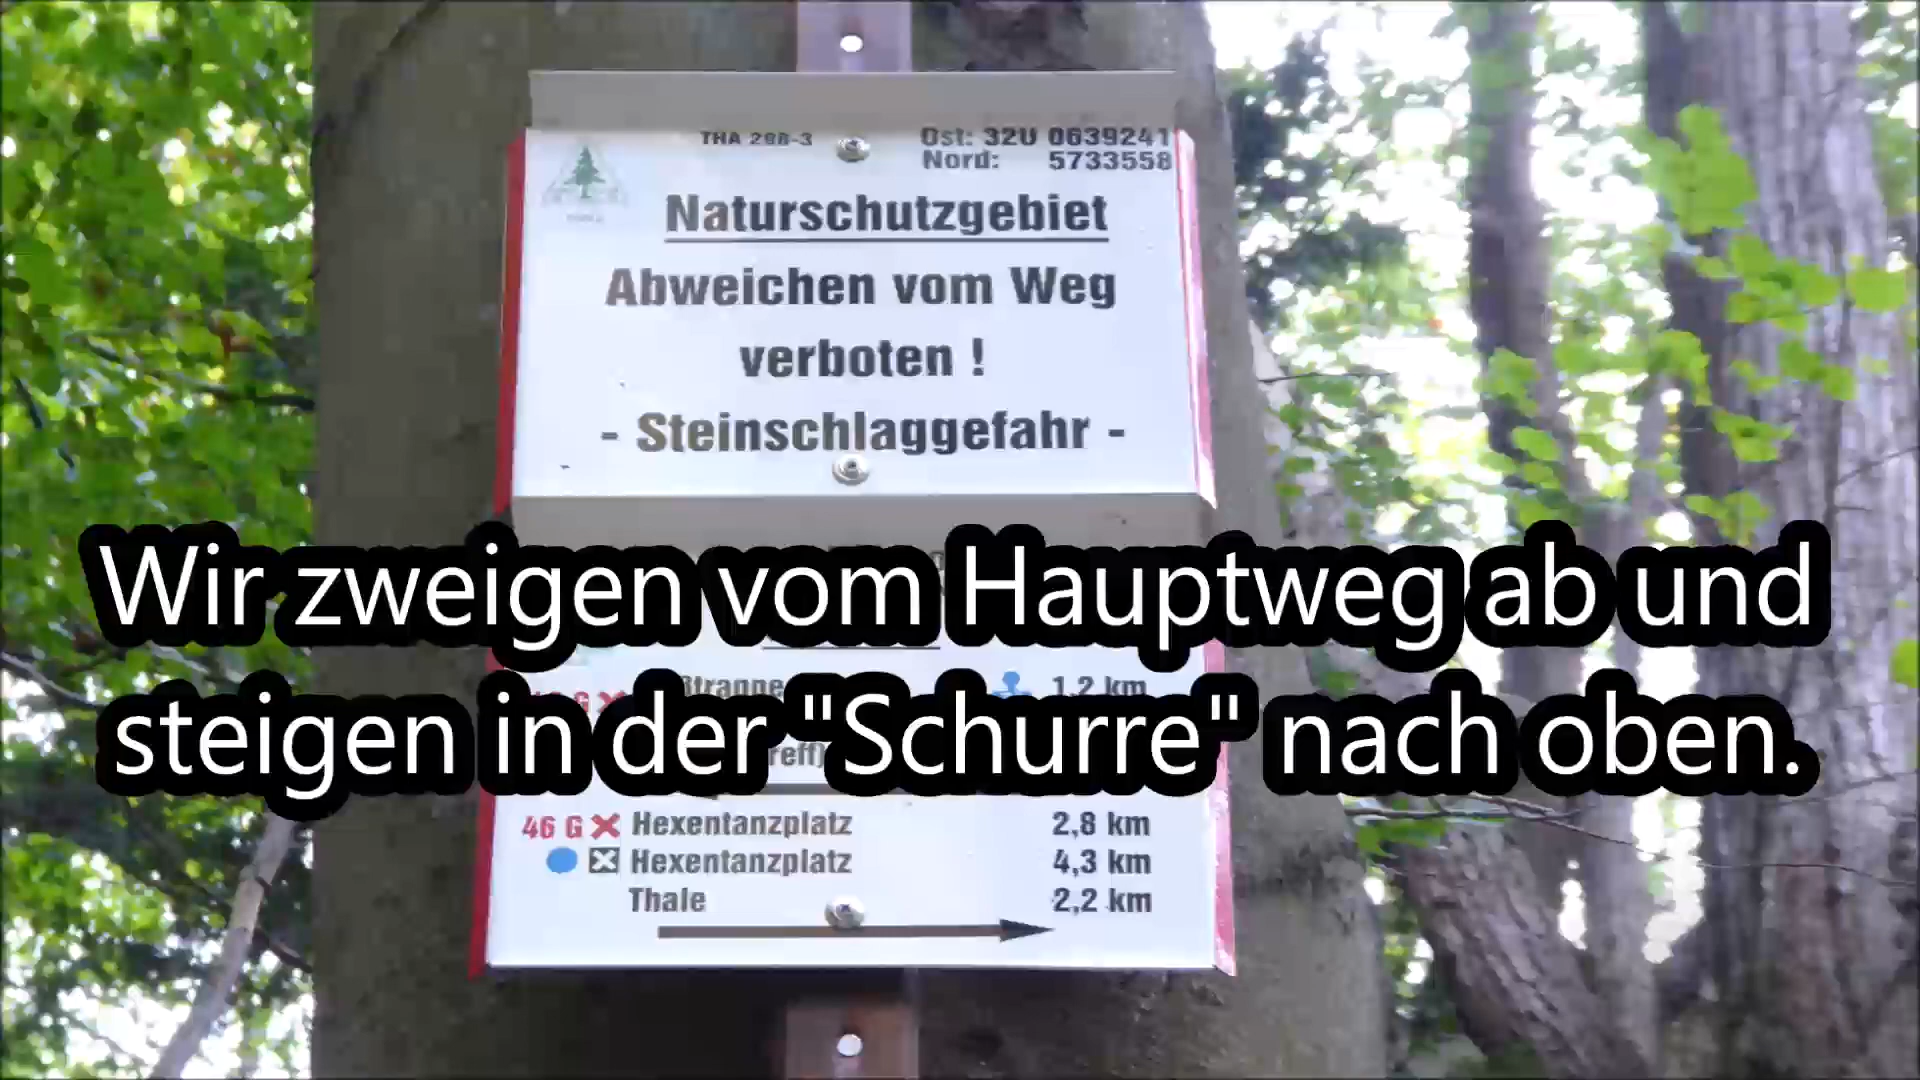 THA 298-3
Ost: 32U 0639241
Nord: 5733558
Naturschutzgebiet
Abweichen vom Weg
verboten !
- Steinschlaggefahr -
Wir zweigen vom Hauptweg ab und
1,2 km
steigen in der "Schurre" nach oben.
46 G Hexentanzplatz 2,8 km
Hexentanzplatz 4,3 km
Thale 2,2 km